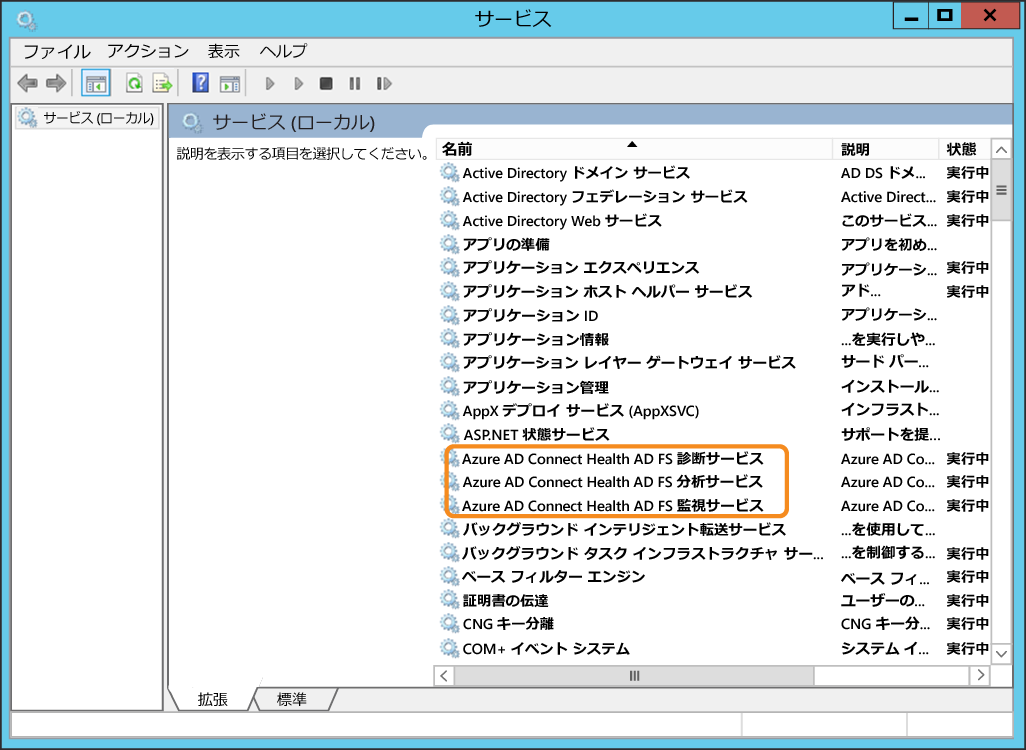 サービス
ファイル アクション 表示 ヘルプ
サービス (ローカル)
サービス (ローカル)
説明を表示する項目を選択してください。
名前 説明 状態
Active Directory ドメイン サービス AD DS ドメ... 実行中
Active Directory フェデレーション サービス Active Direct... 実行中
Active Directory Web サービス このサービス... 実行中
アプリの準備 アプリを初め...
アプリケーション エクスペリエンス アプリケーシ... 実行中
アプリケーション ホスト ヘルパー サービス アド... 実行中
アプリケーション ID アプリケーシ...
アプリケーション情報 ...を実行しや...
アプリケーション レイヤー ゲートウェイ サービス サード パー...
アプリケーション管理 インストール...
AppX デプロイ サービス (AppXSVC) インフラスト...
ASP.NET 状態サービス サポートを提...
Azure AD Connect Health AD FS 診断サービス Azure AD Co... 実行中
Azure AD Connect Health AD FS 分析サービス Azure AD Co... 実行中
Azure AD Connect Health AD FS 監視サービス Azure AD Co... 実行中
バックグラウンド インテリジェント転送サービス ...を使用して...
バックグラウンド タスク インフラストラクチャ サー... ...を制御する... 実行中
ベース フィルター エンジン ベース フィ... 実行中
証明書の伝達 ユーザーの... 実行中
CNG キー分離 CNG キー分... 実行中
COM+ イベント システム システム イ... 実行中
拡張 標準